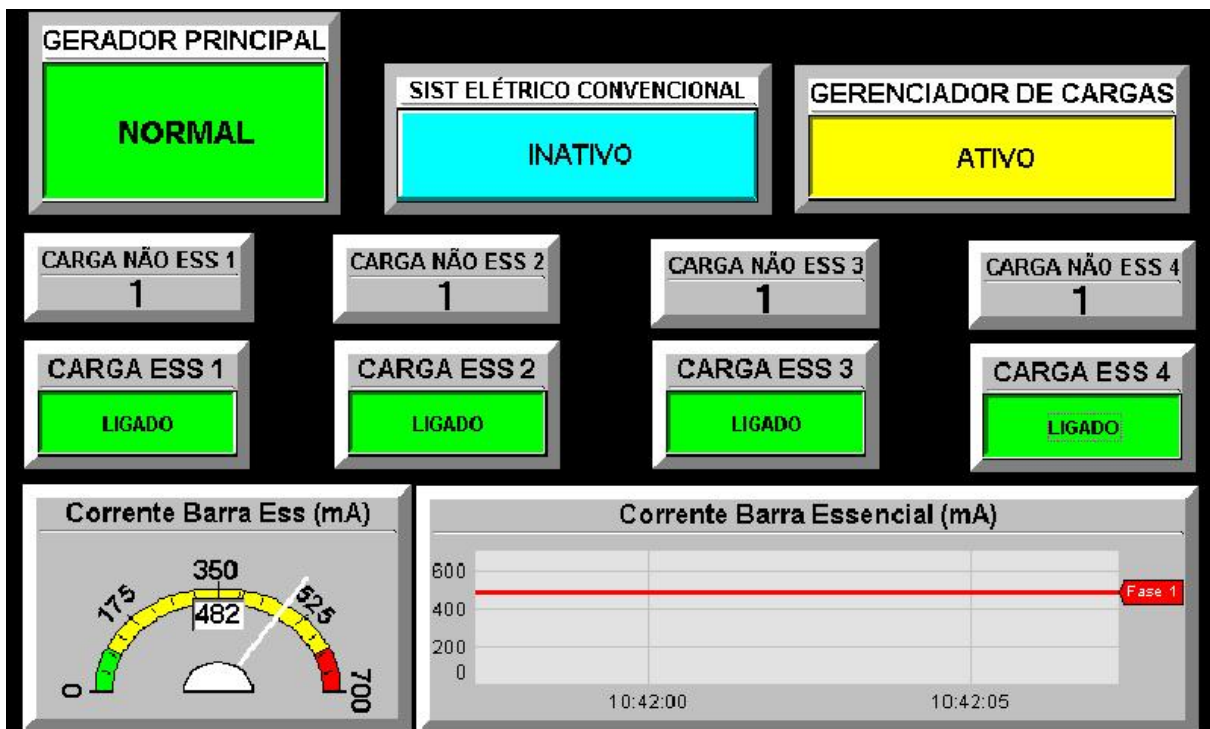 GERADOR PRINCIPAL
NORMAL
SIST ELÉTRICO CONVENCIONAL
INATIVO
GERENCIADOR DE CARGAS
ATIVO
CARGA NÃO ESS 1
1
CARGA NÃO ESS 2
1
CARGA NÃO ESS 3
1
CARGA NÃO ESS 4
1
CARGA ESS 1
LIGADO
CARGA ESS 2
LIGADO
CARGA ESS 3
LIGADO
CARGA ESS 4
LIGADO
Corrente Barra Ess (mA)
0
175
350
525
700
482
Corrente Barra Essencial (mA)
600
400
200
0
Fase 1
10:42:00
10:42:05